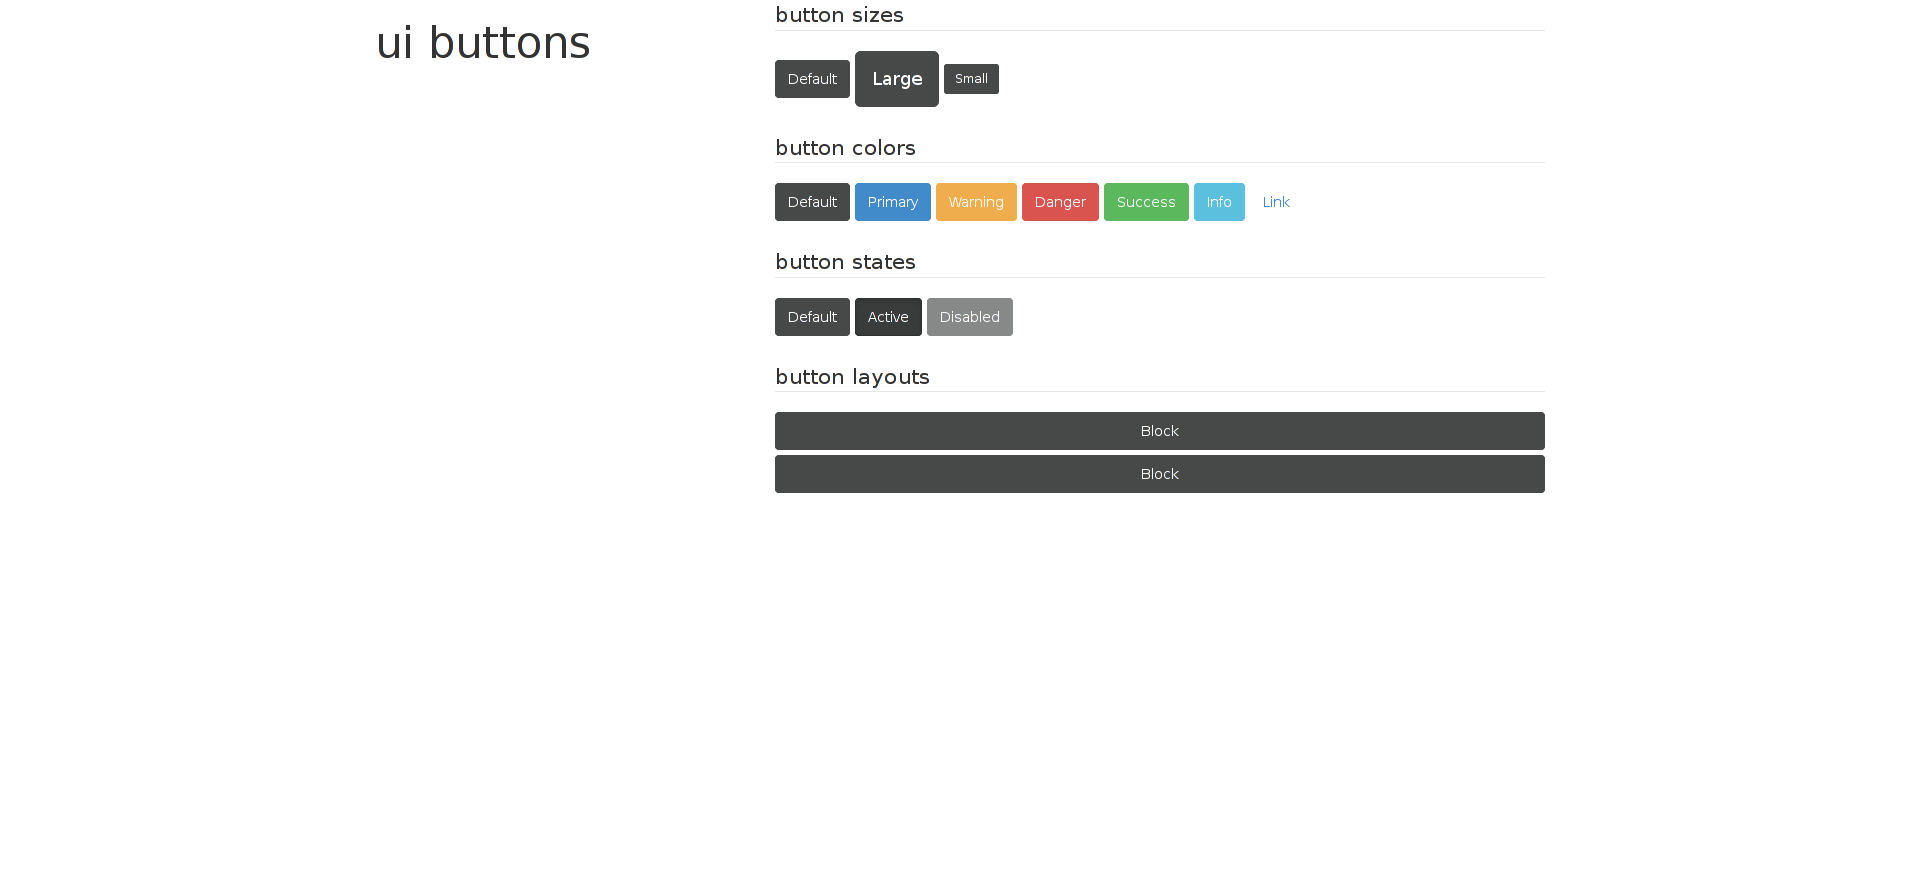 ui buttons
button sizes
Default Large Small
button colors
Default Primary Warning Danger Success Info Link
button states
Default Active Disabled
button layouts
Block
Block